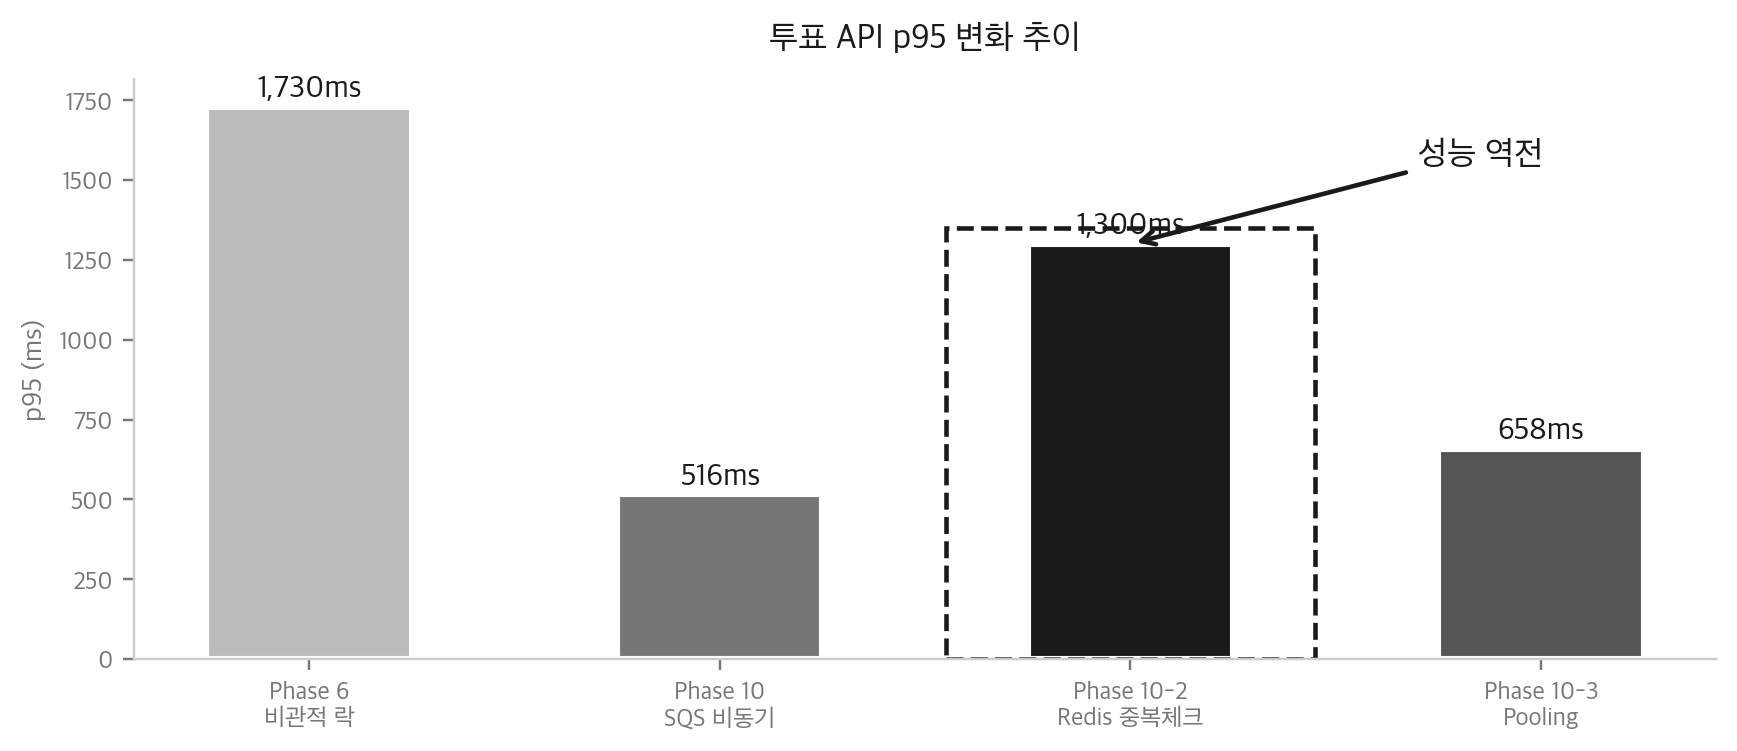 투표 API p95 변화 추이
p95 (ms)
1750
1500
1250
1000
750
500
250
0
1,730ms
516ms
1,300ms
658ms
성능 역전
Phase 6
비관적 락
Phase 10
SQS 비동기
Phase 10-2
Redis 중복체크
Phase 10-3
Pooling